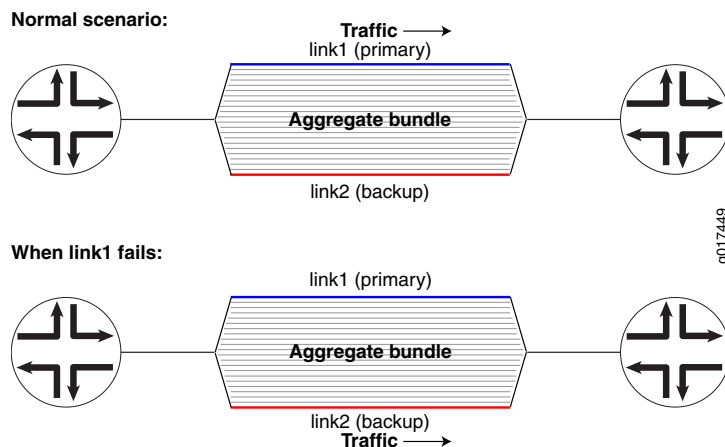 Normal scenario:
Traffic
link1 (primary)
Aggregate bundle
link2 (backup)
g017449
When link1 fails:
link1 (primary)
Aggregate bundle
link2 (backup)
Traffic